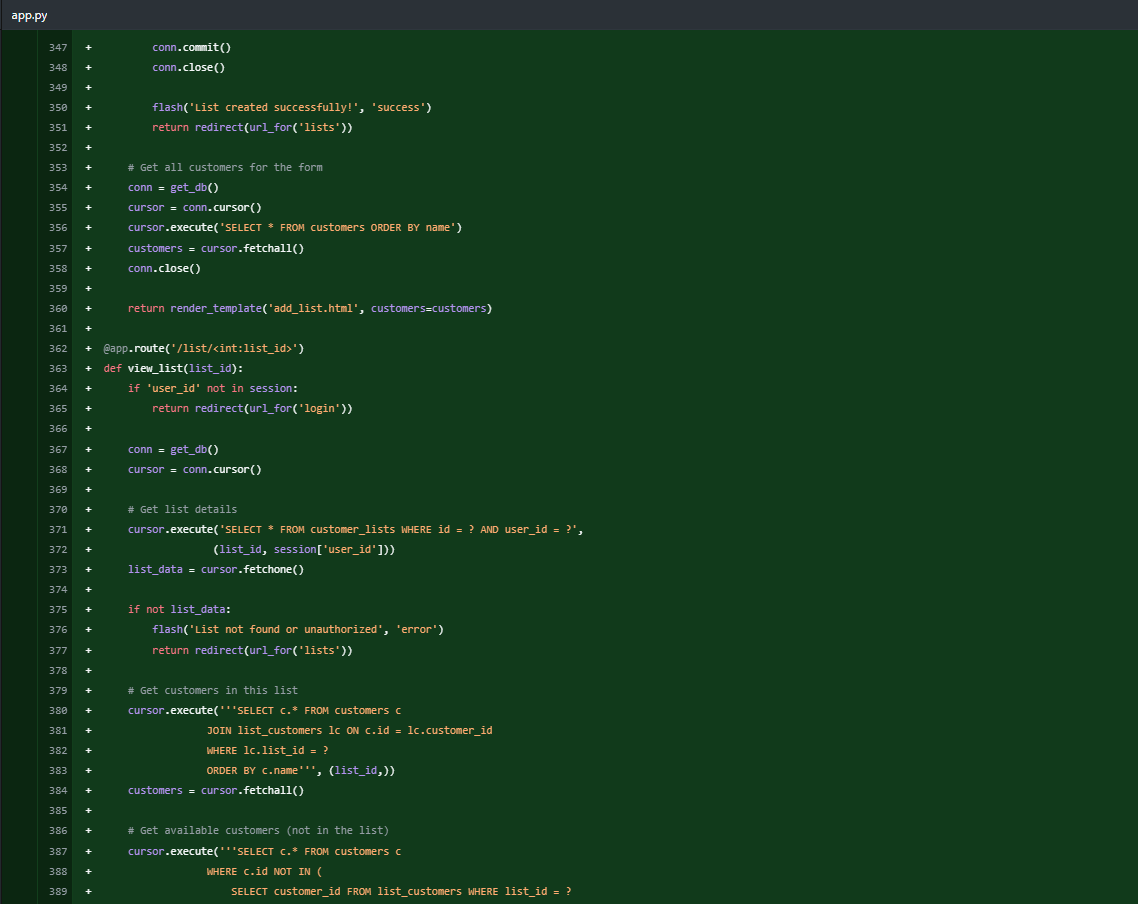 app.py
347 +         conn.commit()
348 +         conn.close()
349 +
350 +         flash('List created successfully!', 'success')
351 +         return redirect(url_for('lists'))
352 +
353 +     # Get all customers for the form
354 +     conn = get_db()
355 +     cursor = conn.cursor()
356 +     cursor.execute('SELECT * FROM customers ORDER BY name')
357 +     customers = cursor.fetchall()
358 +     conn.close()
359 +
360 +     return render_template('add_list.html', customers=customers)
361 +
362 + @app.route('/list/<int:list_id>')
363 + def view_list(list_id):
364 +     if 'user_id' not in session:
365 +         return redirect(url_for('login'))
366 +
367 +     conn = get_db()
368 +     cursor = conn.cursor()
369 +
370 +     # Get list details
371 +     cursor.execute('SELECT * FROM customer_lists WHERE id = ? AND user_id = ?',
372 +                   (list_id, session['user_id']))
373 +     list_data = cursor.fetchone()
374 +
375 +     if not list_data:
376 +         flash('List not found or unauthorized', 'error')
377 +         return redirect(url_for('lists'))
378 +
379 +     # Get customers in this list
380 +     cursor.execute('''SELECT c.* FROM customers c
381 +                  JOIN list_customers lc ON c.id = lc.customer_id
382 +                  WHERE lc.list_id = ?
383 +                  ORDER BY c.name''', (list_id,))
384 +     customers = cursor.fetchall()
385 +
386 +     # Get available customers (not in the list)
387 +     cursor.execute('''SELECT c.* FROM customers c
388 +                  WHERE c.id NOT IN (
389 +                      SELECT customer_id FROM list_customers WHERE list_id = ?